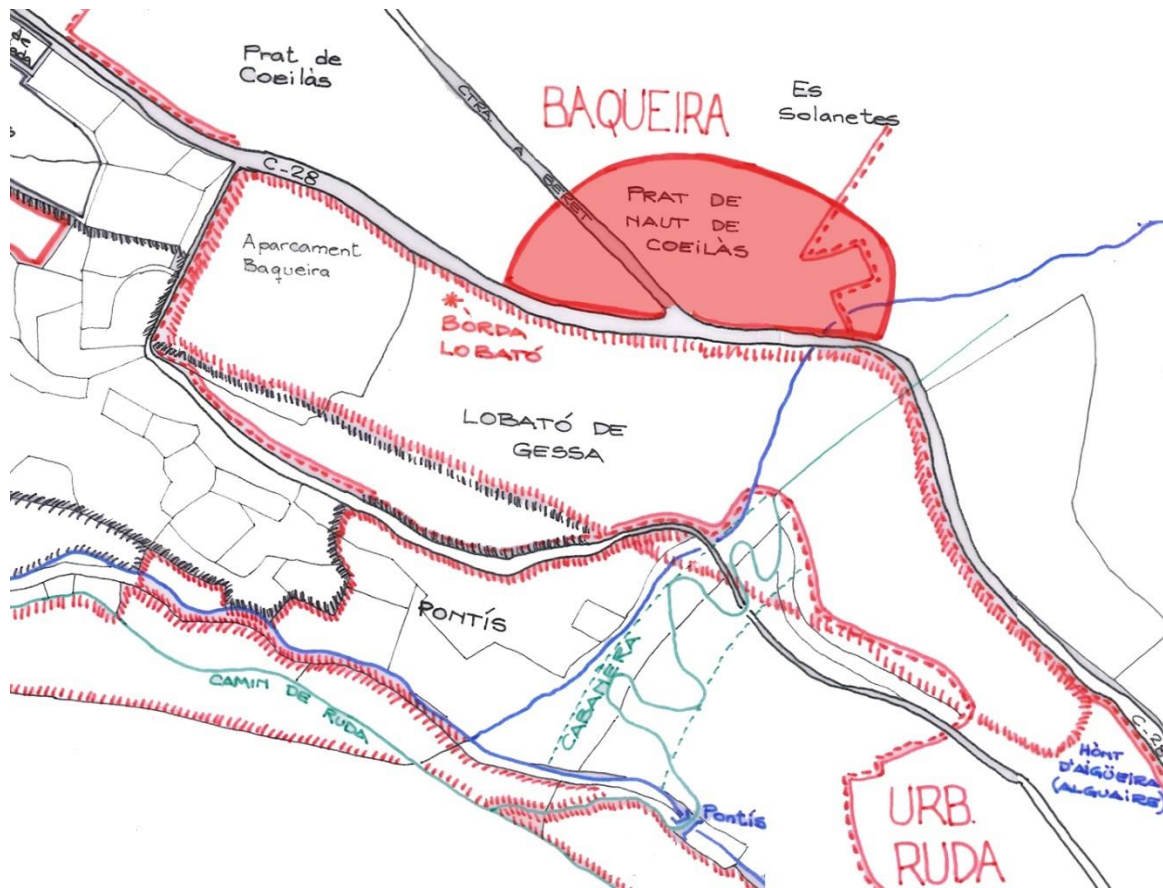 Prat de
Coeilàs
CTRA A BERET
BAQUEIRA
Es
Solanetes
C-28
PRAT DE
NAUT DE
COEILÀS
Aparcament
Baqueira
*
BÒRDA
LOBATÓ
LOBATÓ DE
GESSA
PONTÍS
CAMIN DE RUDA
CABANÈRA
Pontís
URB.
RUDA
HÒNT
D'AIGÜEIRA
(ALGUAIRE)
C-28